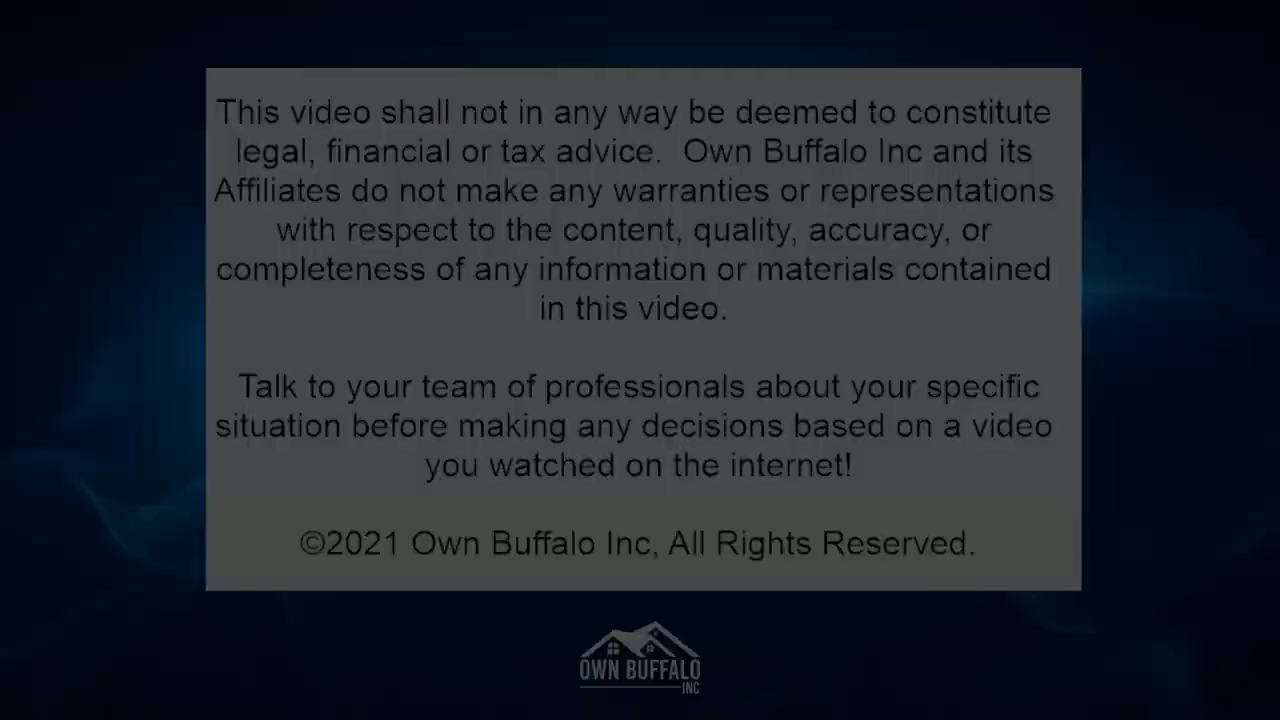 This video shall not in any way be deemed to constitute
legal, financial or tax advice.  Own Buffalo Inc and its
Affiliates do not make any warranties or representations
with respect to the content, quality, accuracy, or
completeness of any information or materials contained
in this video.
Talk to your team of professionals about your specific
situation before making any decisions based on a video
you watched on the internet!
©2021 Own Buffalo Inc, All Rights Reserved.
OWN BUFFALO
INC